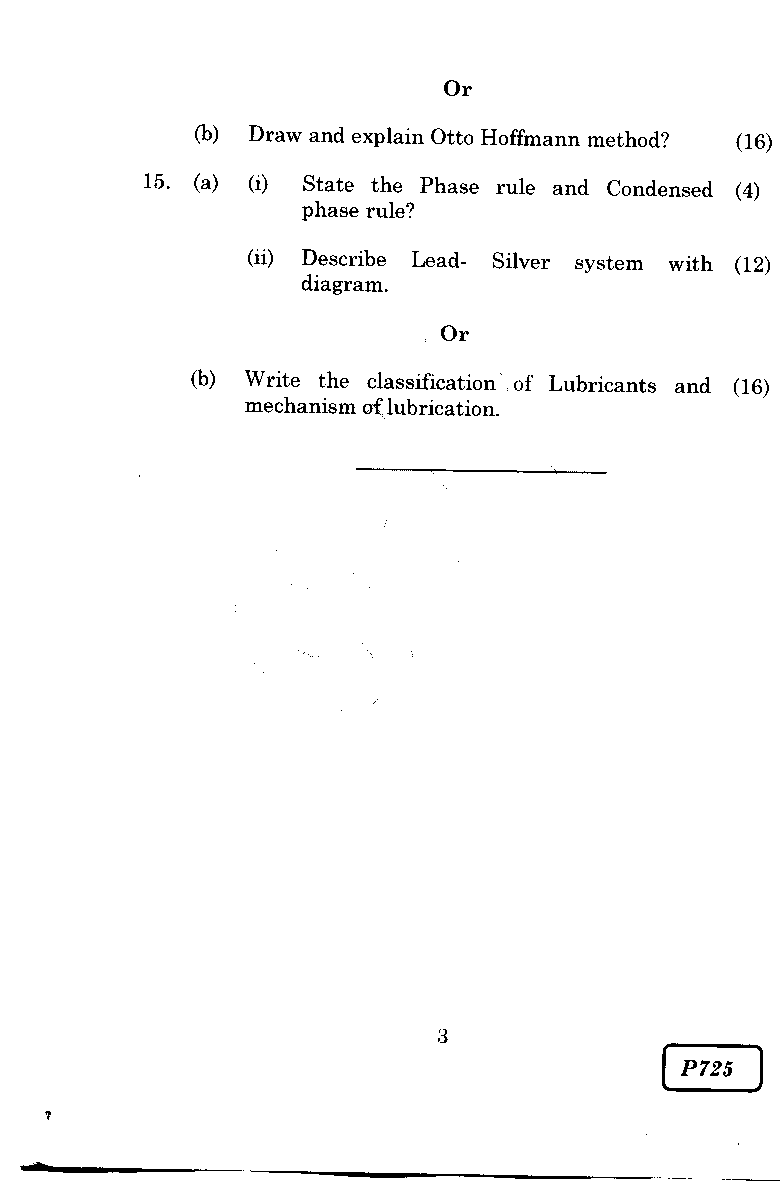 Or
(b) Draw and explain Otto Hoffmann method? (16)
15. (a) (i) State the Phase rule and Condensed (4)
phase rule?
(ii) Describe Lead- Silver system with (12)
diagram.
Or
(b) Write the classification of Lubricants and (16)
mechanism of lubrication.
3
P725